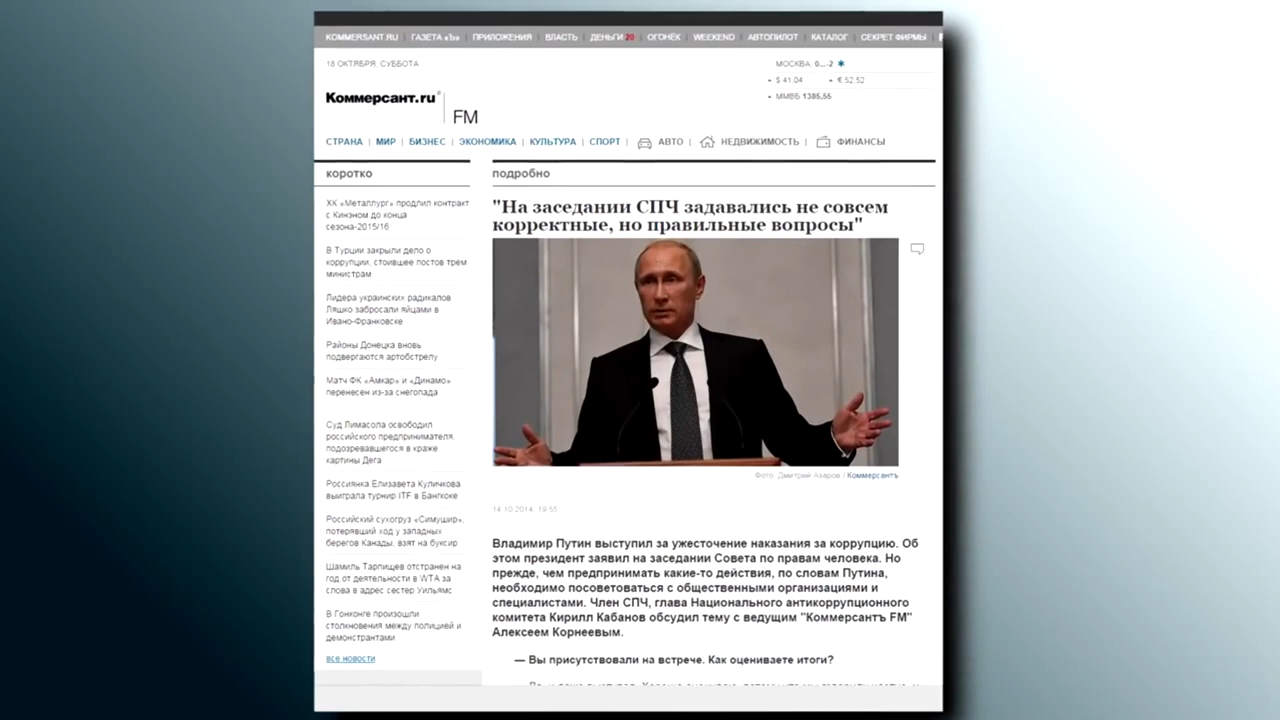 KOMMERSANT.RU | ГАЗЕТА «Ъ» | ПРИЛОЖЕНИЯ | ВЛАСТЬ | ДЕНЬГИ 20 | ОГОНЁК | WEEKEND | АВТОПИЛОТ | КАТАЛОГ | СЕКРЕТ ФИРМЫ |
18 ОКТЯБРЯ, СУББОТА
МОСКВА 0...-2
$ 41,04 € 52,52
ММВБ 1385,55
Коммерсант.ru® FM
СТРАНА | МИР | БИЗНЕС | ЭКОНОМИКА | КУЛЬТУРА | СПОРТ | АВТО | НЕДВИЖИМОСТЬ | ФИНАНСЫ
коротко
ХК «Металлург» продлил контракт
с Кинэном до конца
сезона-2015/16
В Турции закрыли дело о
коррупции, стоившее постов трем
министрам
Лидера украинских радикалов
Ляшко забросали яйцами в
Ивано-Франковске
Районы Донецка вновь
подвергаются артобстрелу
Матч ФК «Амкар» и «Динамо»
перенесен из-за снегопада
Суд Лимасола освободил
российского предпринимателя,
подозревавшегося в краже
картины Дега
Россиянка Елизавета Куличкова
выиграла турнир ITF в Бангкоке
Российский сухогруз «Симушир»,
потерявший ход у западных
берегов Канады, взят на буксир
Шамиль Тарпищев отстранен на
год от деятельности в WTA за
слова в адрес сестер Уильямс
В Гонконге произошли
столкновения между полицией и
демонстрантами
все новости
подробно
"На заседании СПЧ задавались не совсем
корректные, но правильные вопросы"
Фото: Дмитрий Азаров / Коммерсантъ
14.10.2014, 19:55
Владимир Путин выступил за ужесточение наказания за коррупцию. Об
этом президент заявил на заседании Совета по правам человека. Но
прежде, чем предпринимать какие-то действия, по словам Путина,
необходимо посоветоваться с общественными организациями и
специалистами. Член СПЧ, глава Национального антикоррупционного
комитета Кирилл Кабанов обсудил тему с ведущим "Коммерсантъ FM"
Алексеем Корнеевым.
— Вы присутствовали на встрече. Как оцениваете итоги?